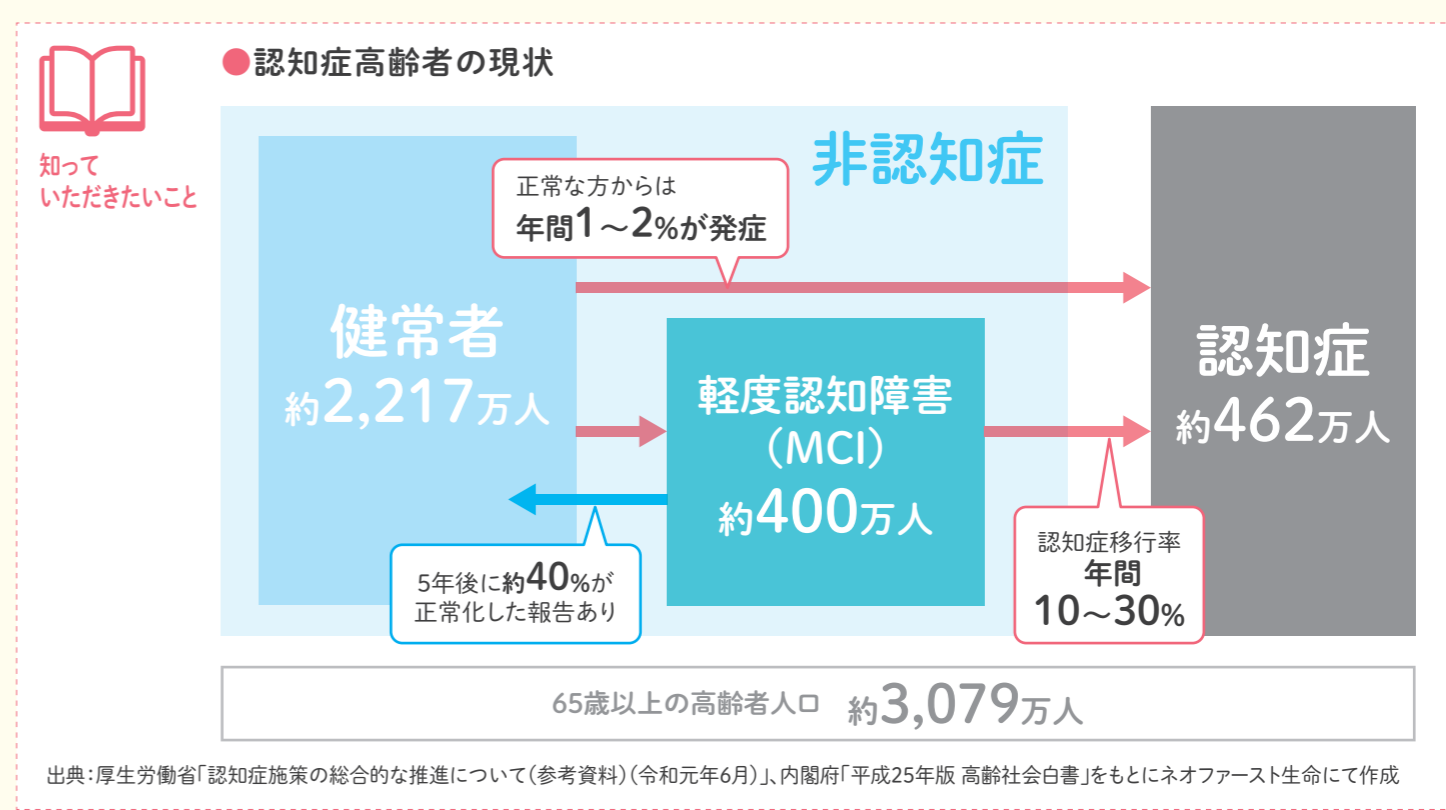 ●認知症高齢者の現状
知って
いただきたいこと
非認知症
正常な方からは
年間1〜2%が発症
健常者
約2,217万人
軽度認知障害
(MCI)
約400万人
認知症
約462万人
5年後に約40%が
正常化した報告あり
認知症移行率
年間
10〜30%
65歳以上の高齢者人口 約3,079万人
出典:厚生労働省「認知症施策の総合的な推進について(参考資料)(令和元年6月)」、内閣府「平成25年版 高齢社会白書」をもとにネオファースト生命にて作成